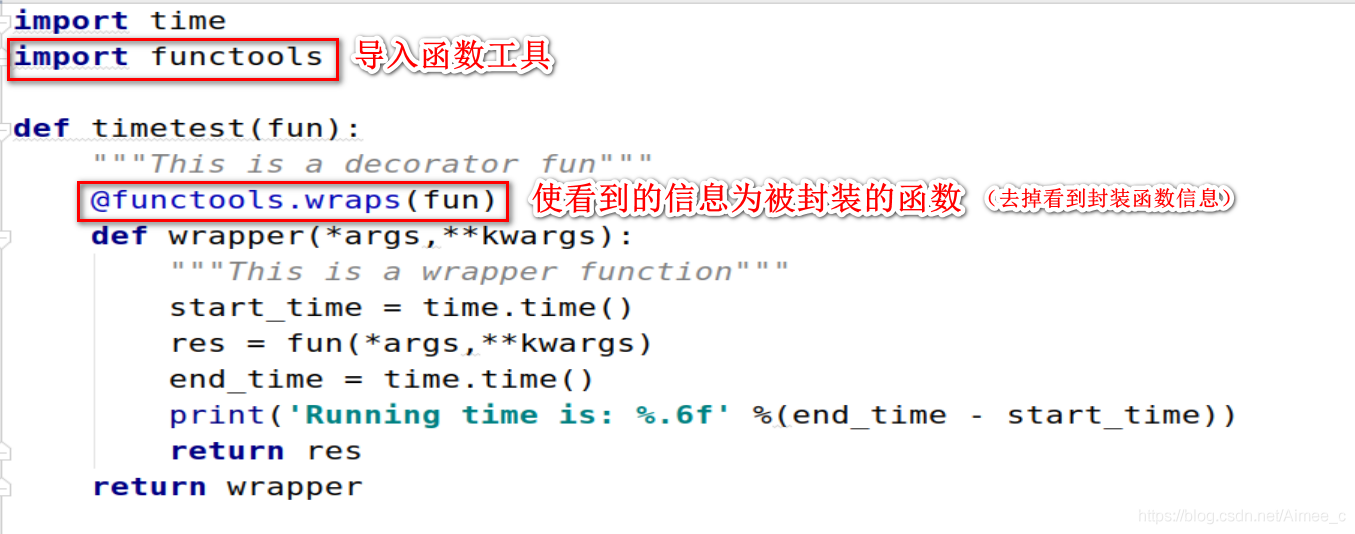 import time
import functools 导入函数工具
def timetest(fun):
"""This is a decorator fun"""
@functools.wraps(fun) 使看到的信息为被封装的函数 (去掉看到封装函数信息)
def wrapper(*args,**kwargs):
"""This is a wrapper function"""
start_time = time.time()
res = fun(*args,**kwargs)
end_time = time.time()
print('Running time is: %.6f' %(end_time - start_time))
return res
return wrapper
https://blog.csdn.net/Aimee_c